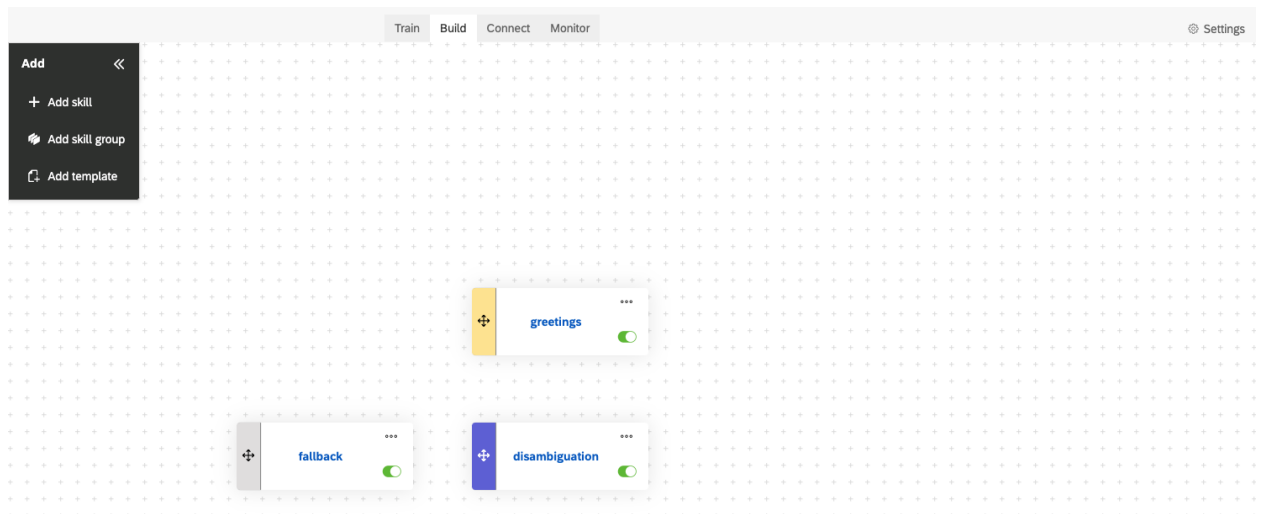 Train Build Connect Monitor
Settings
Add
Add skill
Add skill group
Add template
greetings
fallback
disambiguation